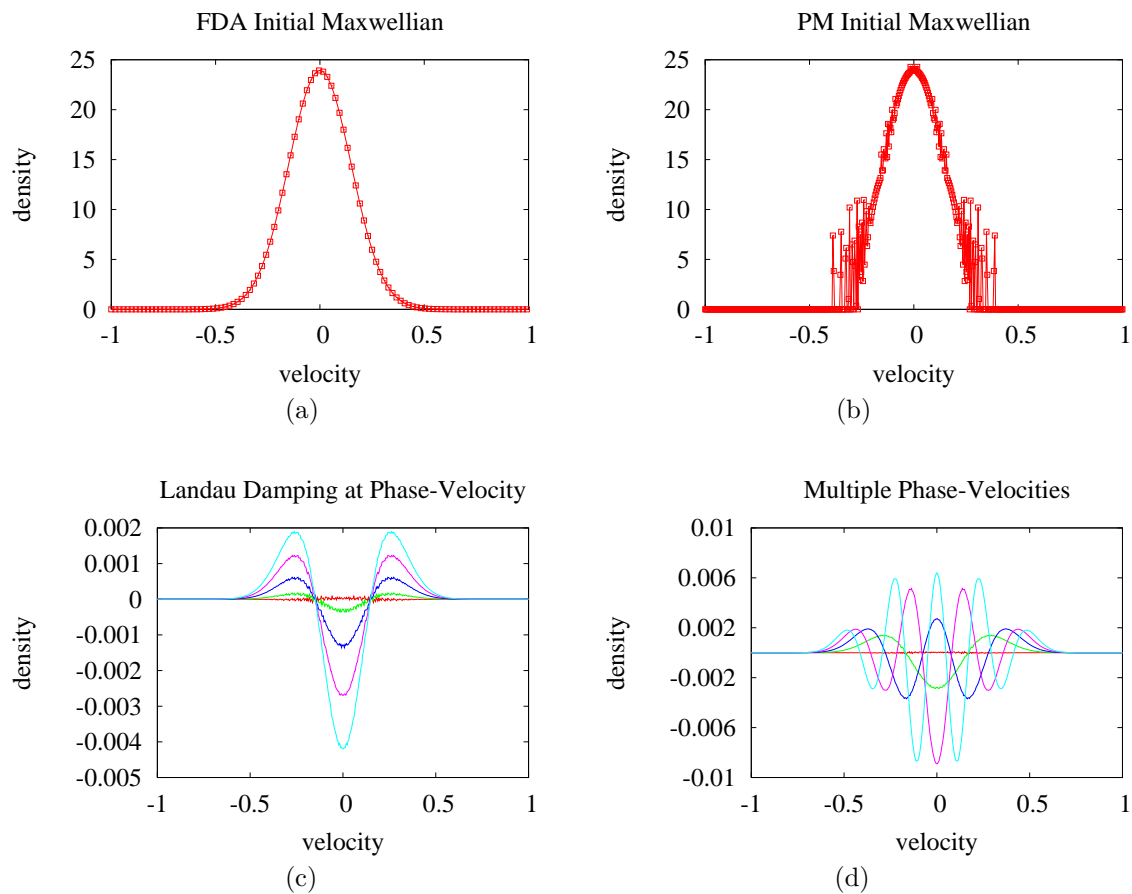 FDA Initial Maxwellian
25
20
15
10
5
0
-1
-0.5
0
0.5
1
density
velocity
(a)
PM Initial Maxwellian
25
20
15
10
5
0
-1
-0.5
0
0.5
1
density
velocity
(b)
Landau Damping at Phase-Velocity
0.002
0.001
0
-0.001
-0.002
-0.003
-0.004
-0.005
-1
-0.5
0
0.5
1
density
velocity
(c)
Multiple Phase-Velocities
0.01
0.006
0.002
-0.002
-0.006
-0.01
-1
-0.5
0
0.5
1
density
velocity
(d)